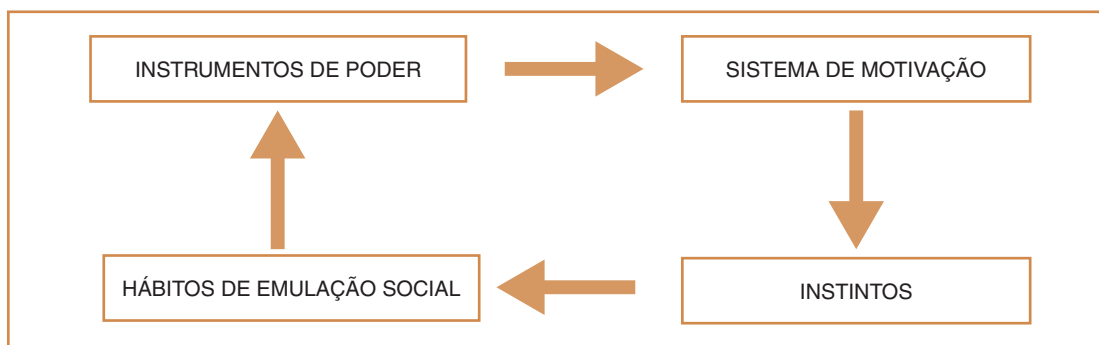 INSTRUMENTOS DE PODER
SISTEMA DE MOTIVAÇÃO
HÁBITOS DE EMULAÇÃO SOCIAL
INSTINTOS